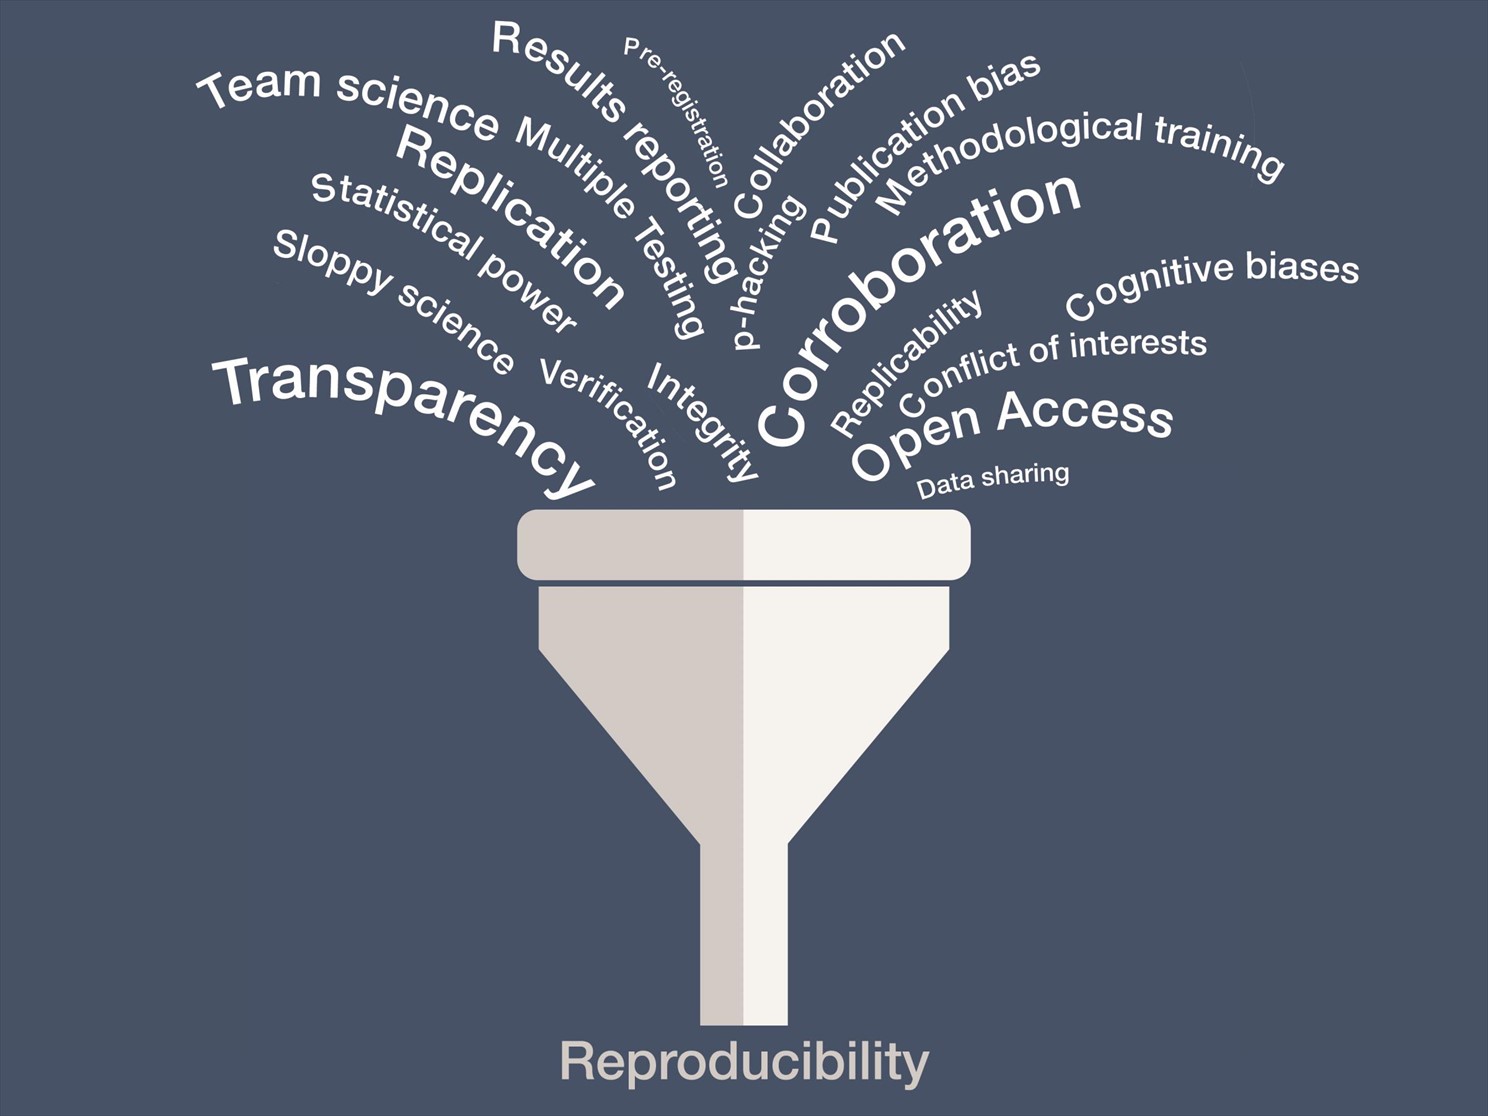 Results reporting
Pre-registration
Collaboration
Team science
Publication bias
Multiple Testing
Methodological training
Replication
Statistical power
p-hacking
Corroboration
Sloppy science
Cognitive biases
Replicability
Conflict of interests
Transparency
Verification
Integrity
Open Access
Data sharing
Reproducibility